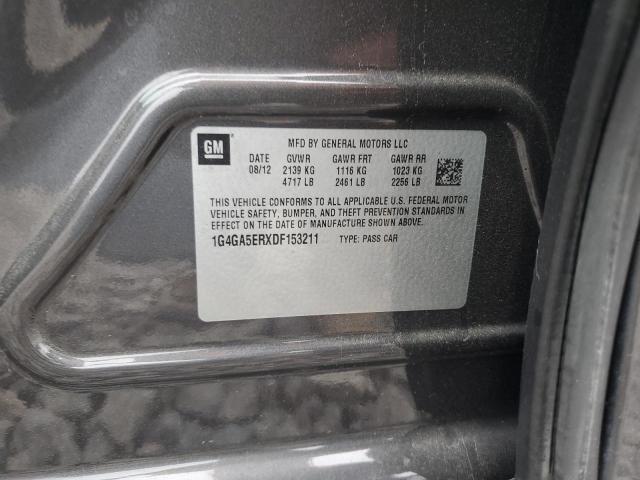 GM
MFD BY GENERAL MOTORS LLC
DATE GVWR GAWR FRT GAWR RR
08/12 2139 KG 1116 KG 1023 KG
4717 LB 2461 LB 2256 LB
THIS VEHICLE CONFORMS TO ALL APPLICABLE U.S. FEDERAL MOTOR
VEHICLE SAFETY, BUMPER, AND THEFT PREVENTION STANDARDS IN
EFFECT ON THE DATE OF MANUFACTURE SHOWN ABOVE.
1G4GA5ERXDF153211 TYPE: PASS CAR